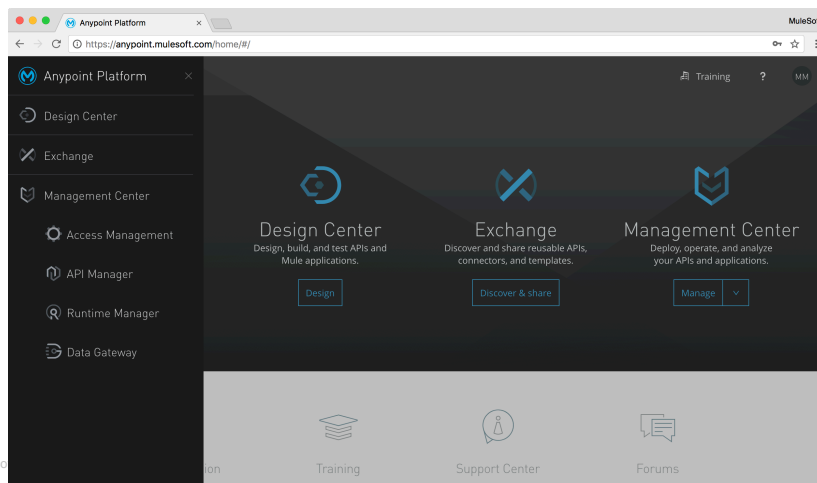 Anypoint Platform
MuleSo
https://anypoint.mulesoft.com/home/#/
Anypoint Platform
Training
?
MM
Design Center
Exchange
Management Center
Access Management
API Manager
Runtime Manager
Data Gateway
Design Center
Design, build, and test APIs and
Mule applications.
Design
Exchange
Discover and share reusable APIs,
connectors, and templates.
Discover & share
Management Center
Deploy, operate, and analyze
your APIs and applications.
Manage
o
ion
Training
Support Center
Forums